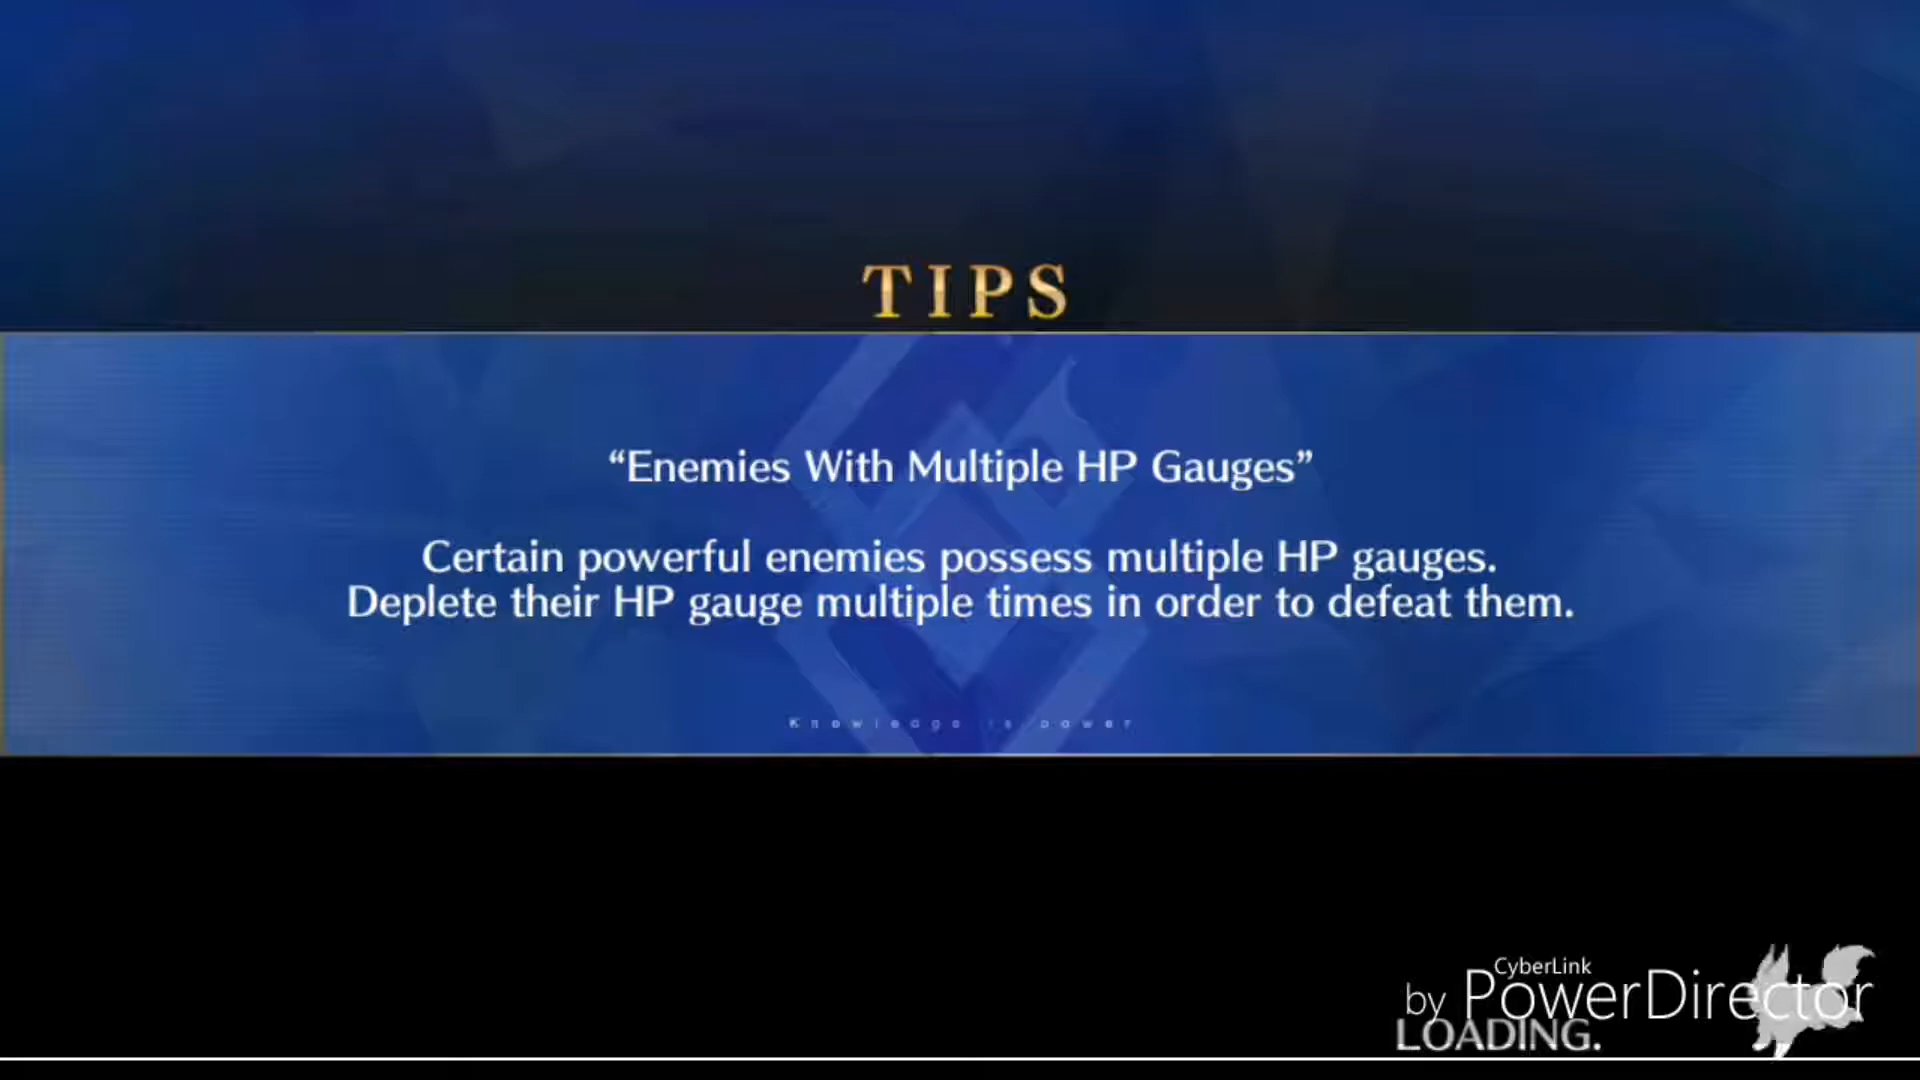 TIPS
“Enemies With Multiple HP Gauges”
Certain powerful enemies possess multiple HP gauges.
Deplete their HP gauge multiple times in order to defeat them.
Knowledge is power
CyberLink
by PowerDirector
LOADING.